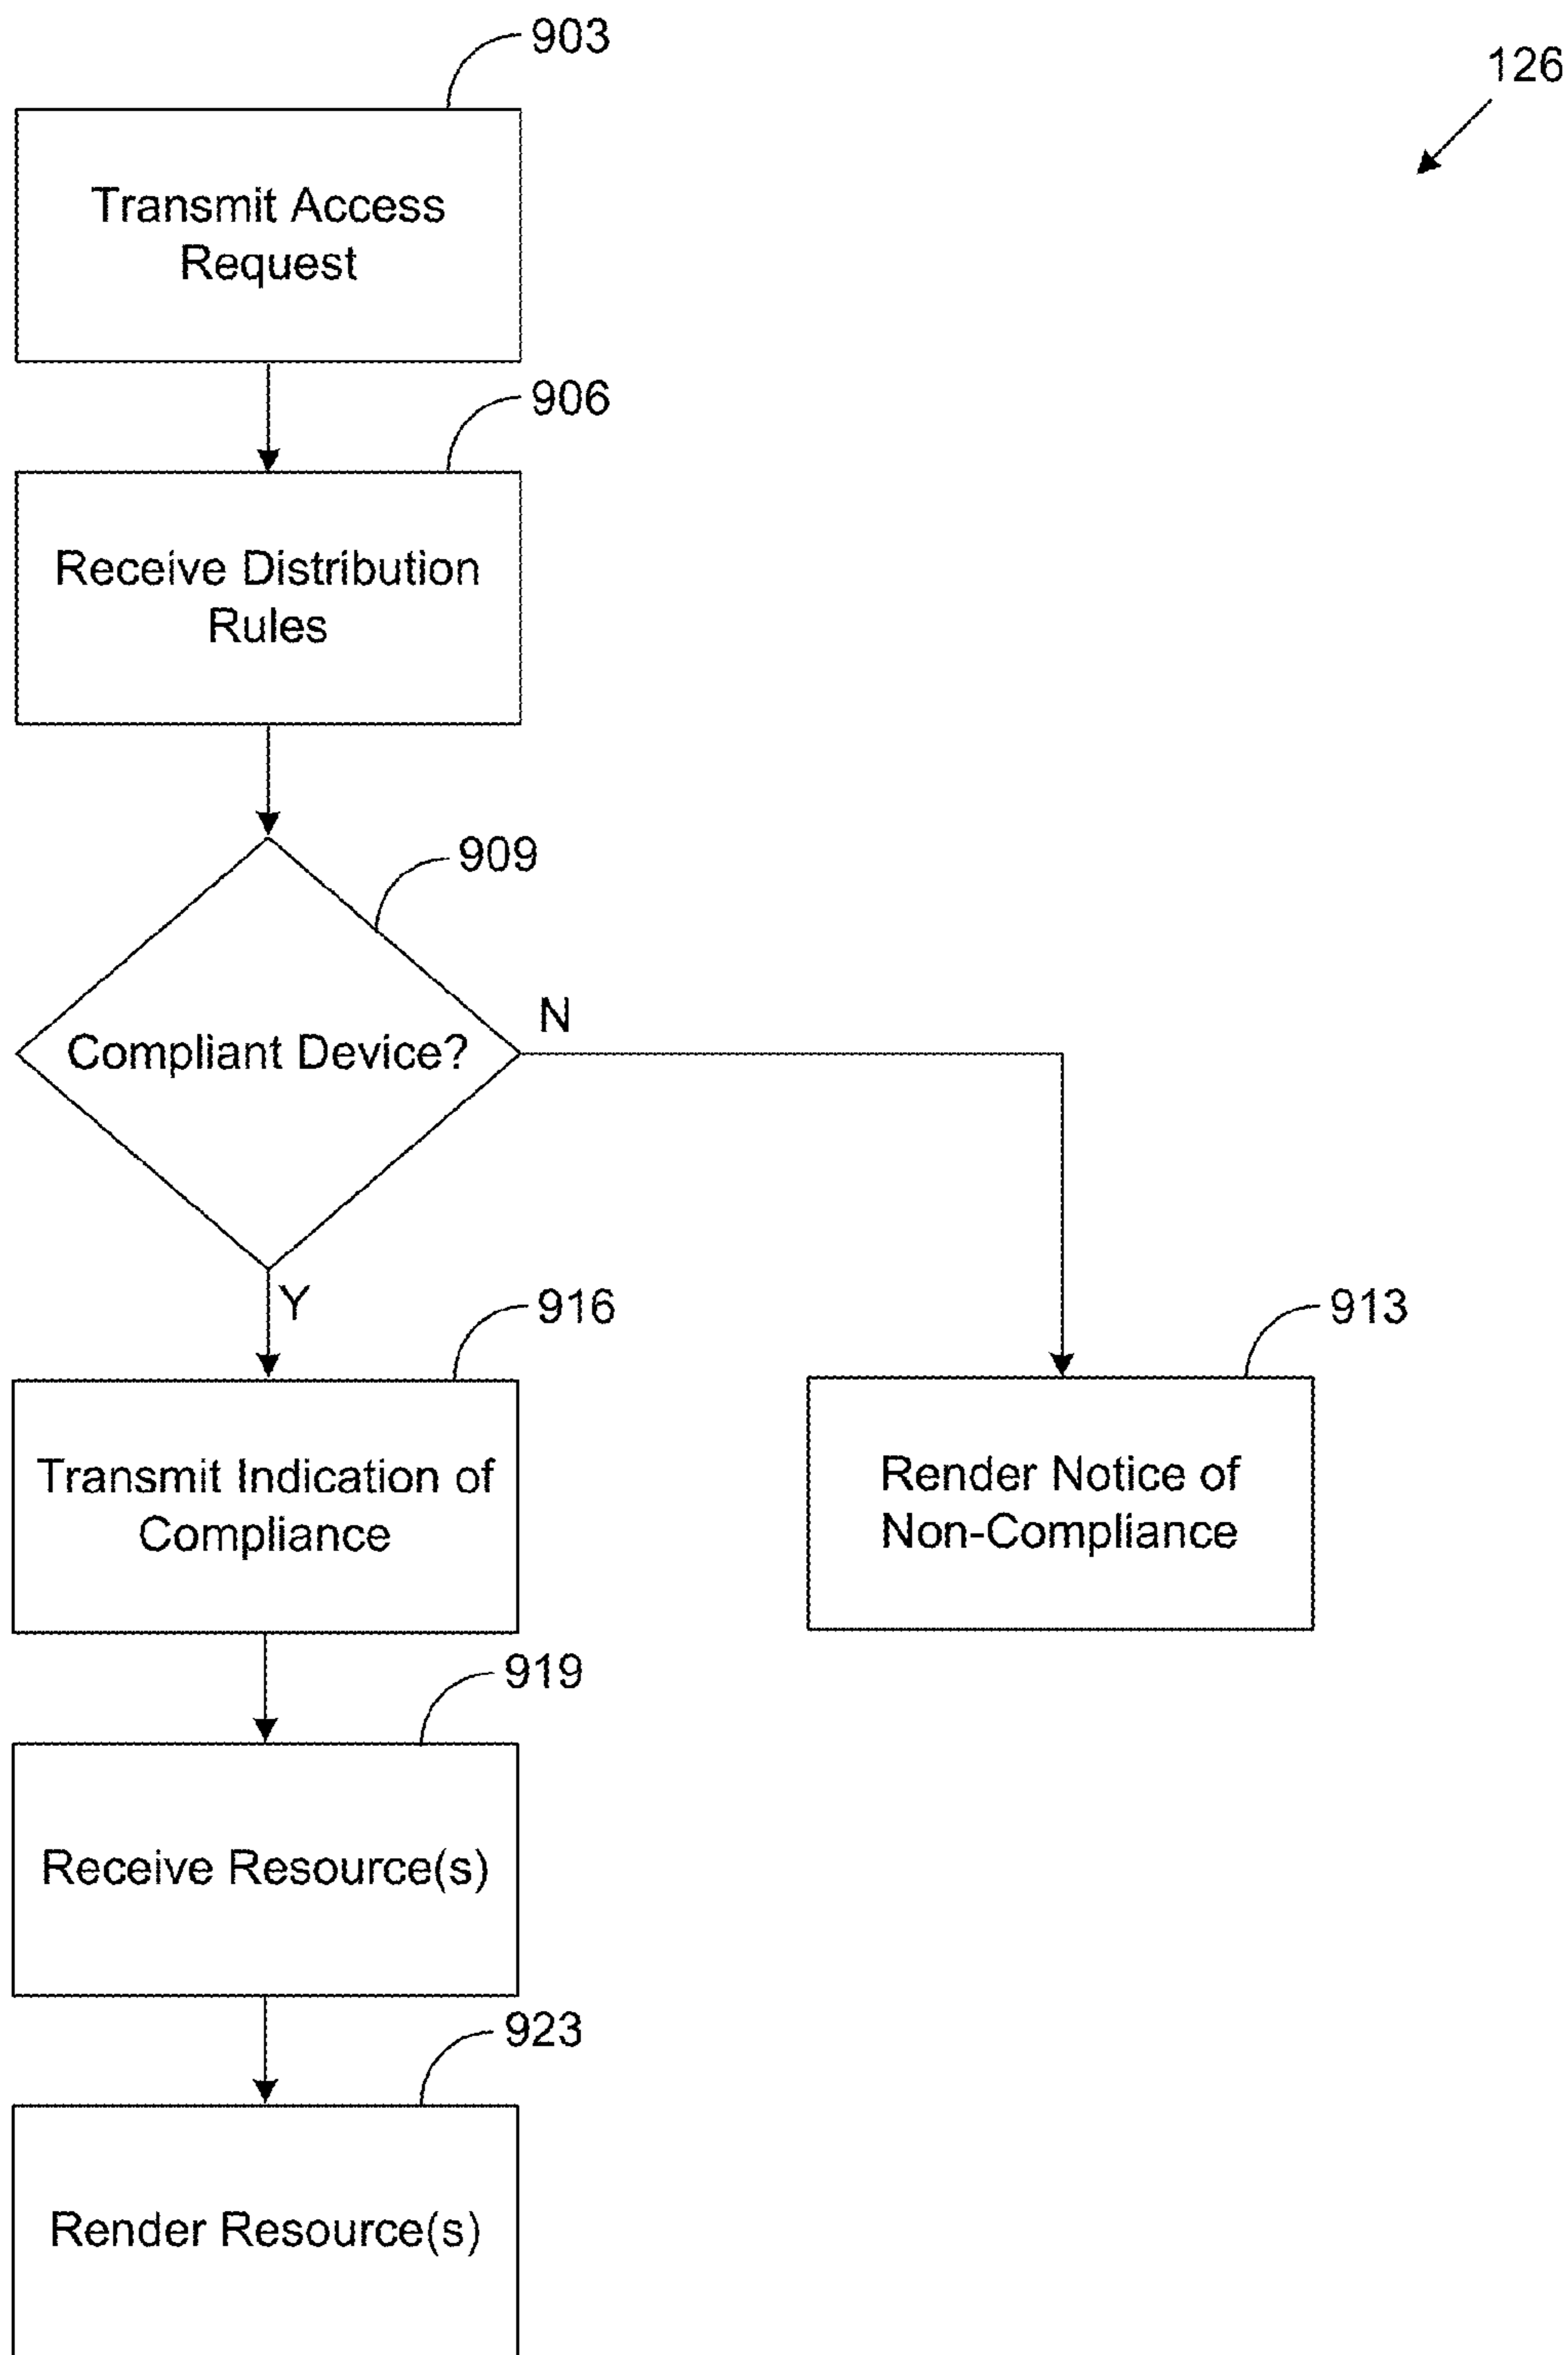 903
126
Transmit Access
Request
906
Receive Distribution
Rules
909
Compliant Device?
N
Y
916
913
Transmit Indication of
Compliance
Render Notice of
Non-Compliance
919
Receive Resource(s)
923
Render Resource(s)